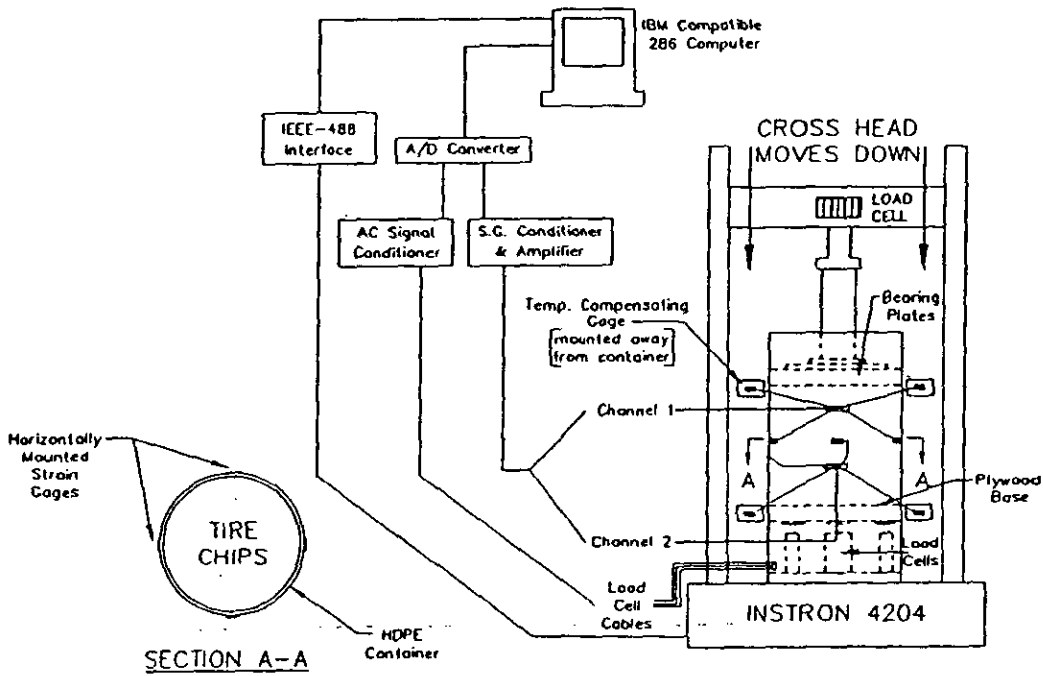 IBM Compatible
286 Computer
IEEE-488
Interface
A/D Converter
CROSS HEAD
MOVES DOWN
LOAD
CELL
AC Signal
Conditioner
S.G. Conditioner
& Amplifier
Bearing
Plates
Temp. Compensating
Gage
[mounted away
from container]
Channel 1
Horizontally
Mounted
Strain
Gages
A
A
Plywood
Base
TIRE
CHIPS
Channel 2
Load
Cells
Load
Cell
Cables
INSTRON 4204
HDPE
Container
SECTION A-A